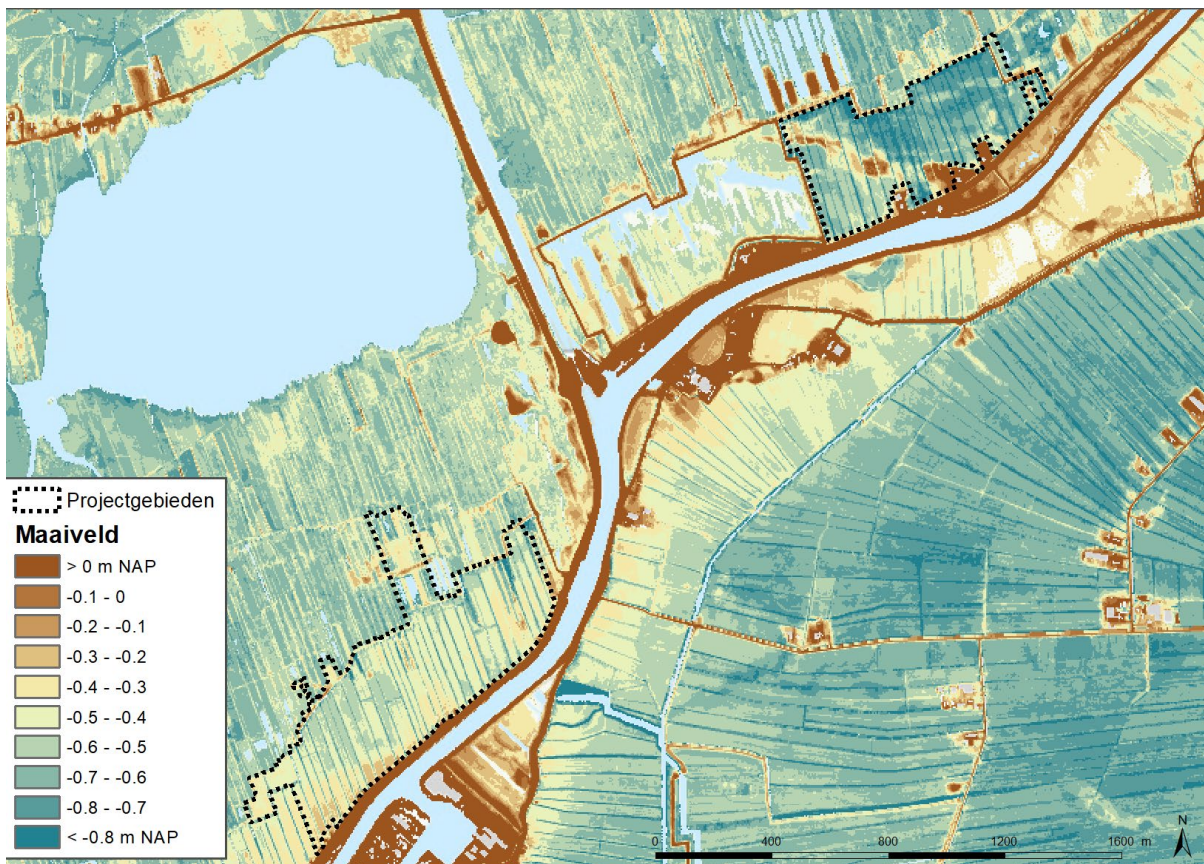 Projectgebieden
Maaiveld
> 0 m NAP
-0.1 - 0
-0.2 - -0.1
-0.3 - -0.2
-0.4 - -0.3
-0.5 - -0.4
-0.6 - -0.5
-0.7 - -0.6
-0.8 - -0.7
< -0.8 m NAP
N
0 400 800 1200 1600 m